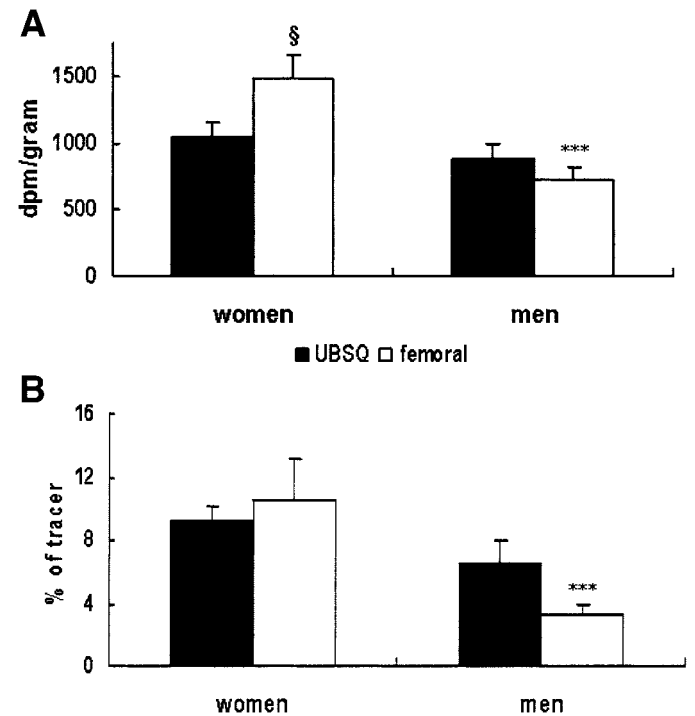 A
§
1500
1000
***
500
0
dpm/gram
women men
■ UBSQ □ femoral
B
16
12
8
***
4
0
% of tracer
women men